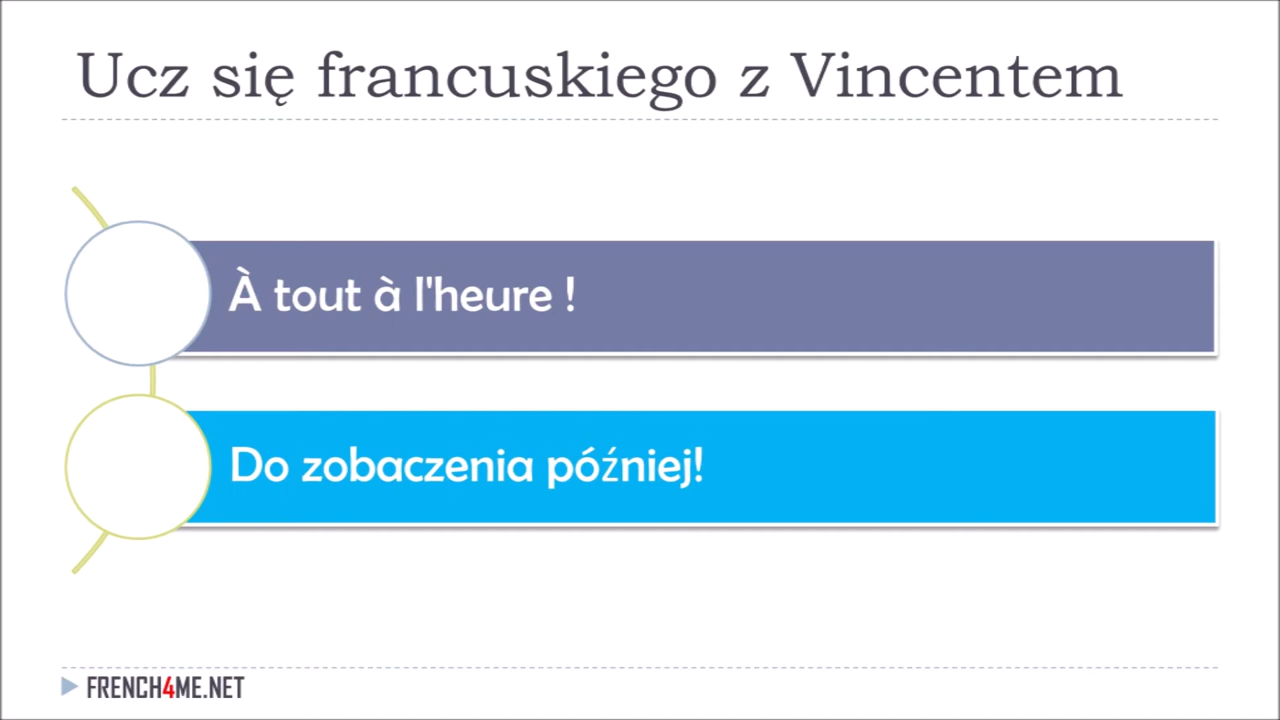 Ucz się francuskiego z Vincentem
À tout à l'heure !
Do zobaczenia później!
FRENCH4ME.NET